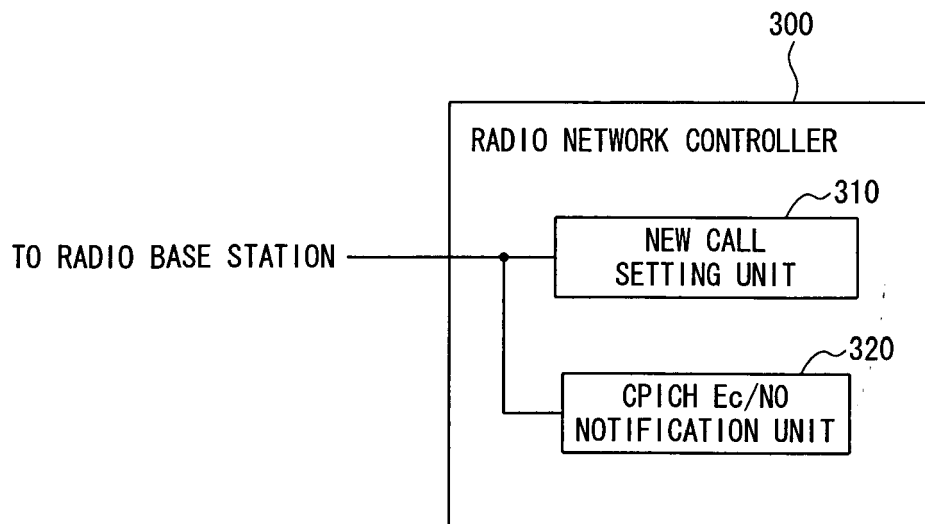 300
RADIO NETWORK CONTROLLER
310
NEW CALL
SETTING UNIT
TO RADIO BASE STATION
320
CPICH Ec/NO
NOTIFICATION UNIT